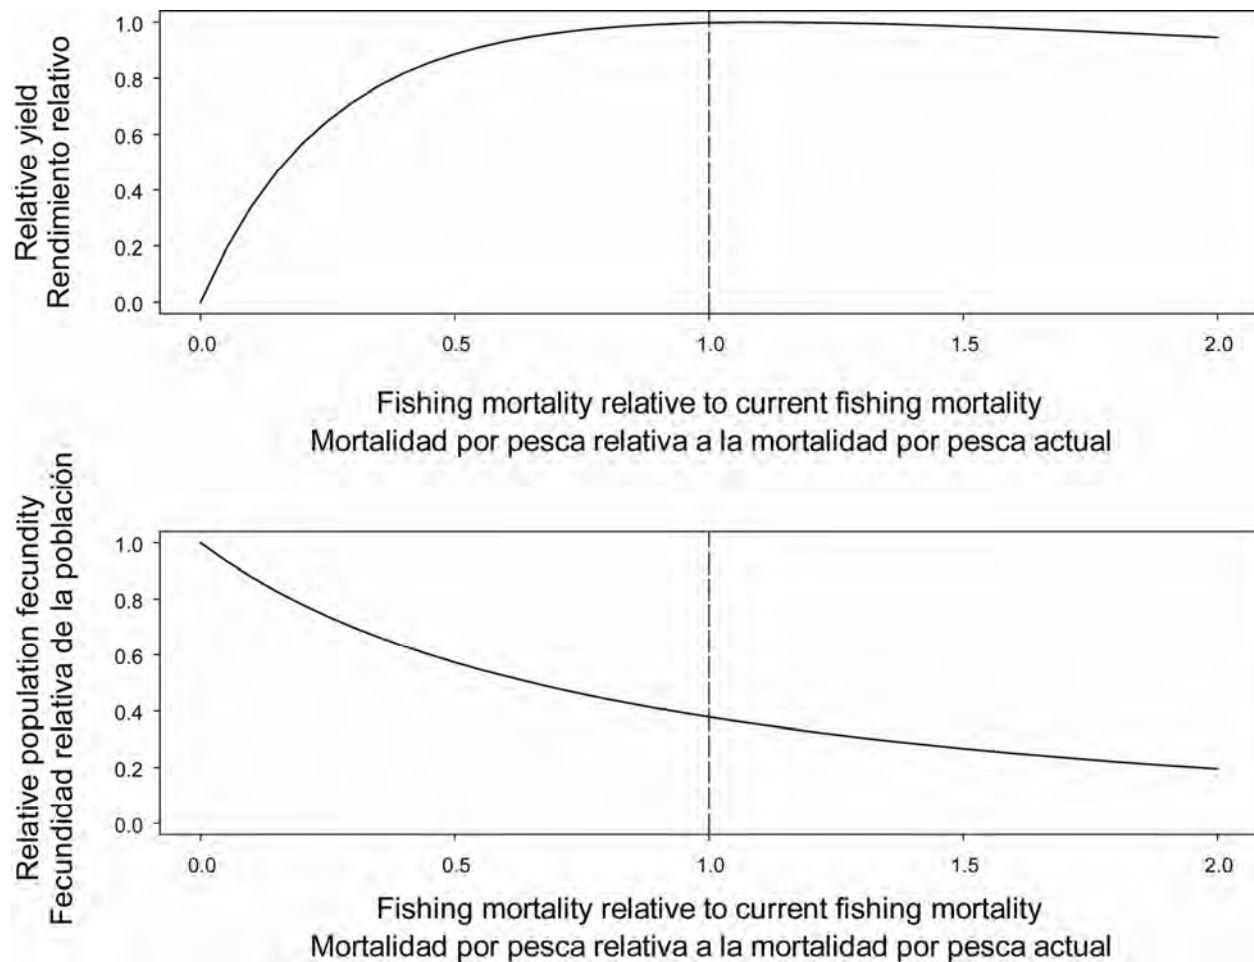 Relative yield
Rendimiento relativo
1.0
0.8
0.6
0.4
0.2
0.0
0.0 0.5 1.0 1.5 2.0
Fishing mortality relative to current fishing mortality
Mortalidad por pesca relativa a la mortalidad por pesca actual
Relative population fecundity
Fecundidad relativa de la población
1.0
0.8
0.6
0.4
0.2
0.0
0.0 0.5 1.0 1.5 2.0
Fishing mortality relative to current fishing mortality
Mortalidad por pesca relativa a la mortalidad por pesca actual